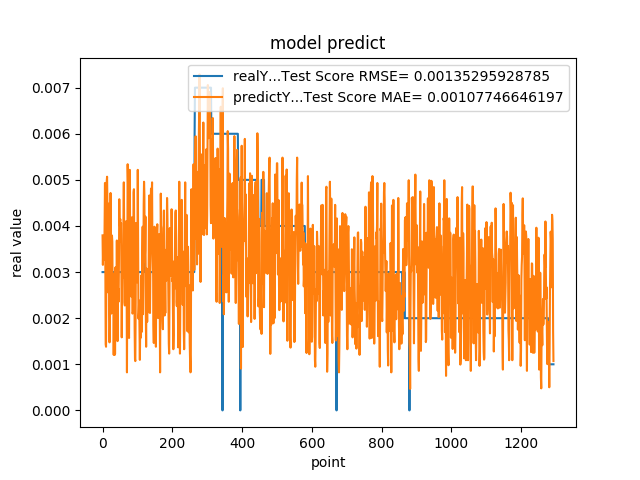 model predict
realY...Test Score RMSE= 0.00135295928785
predictY...Test Score MAE= 0.00107746646197
0.007
0.006
0.005
0.004
0.003
0.002
0.001
0.000
real value
0 200 400 600 800 1000 1200
point